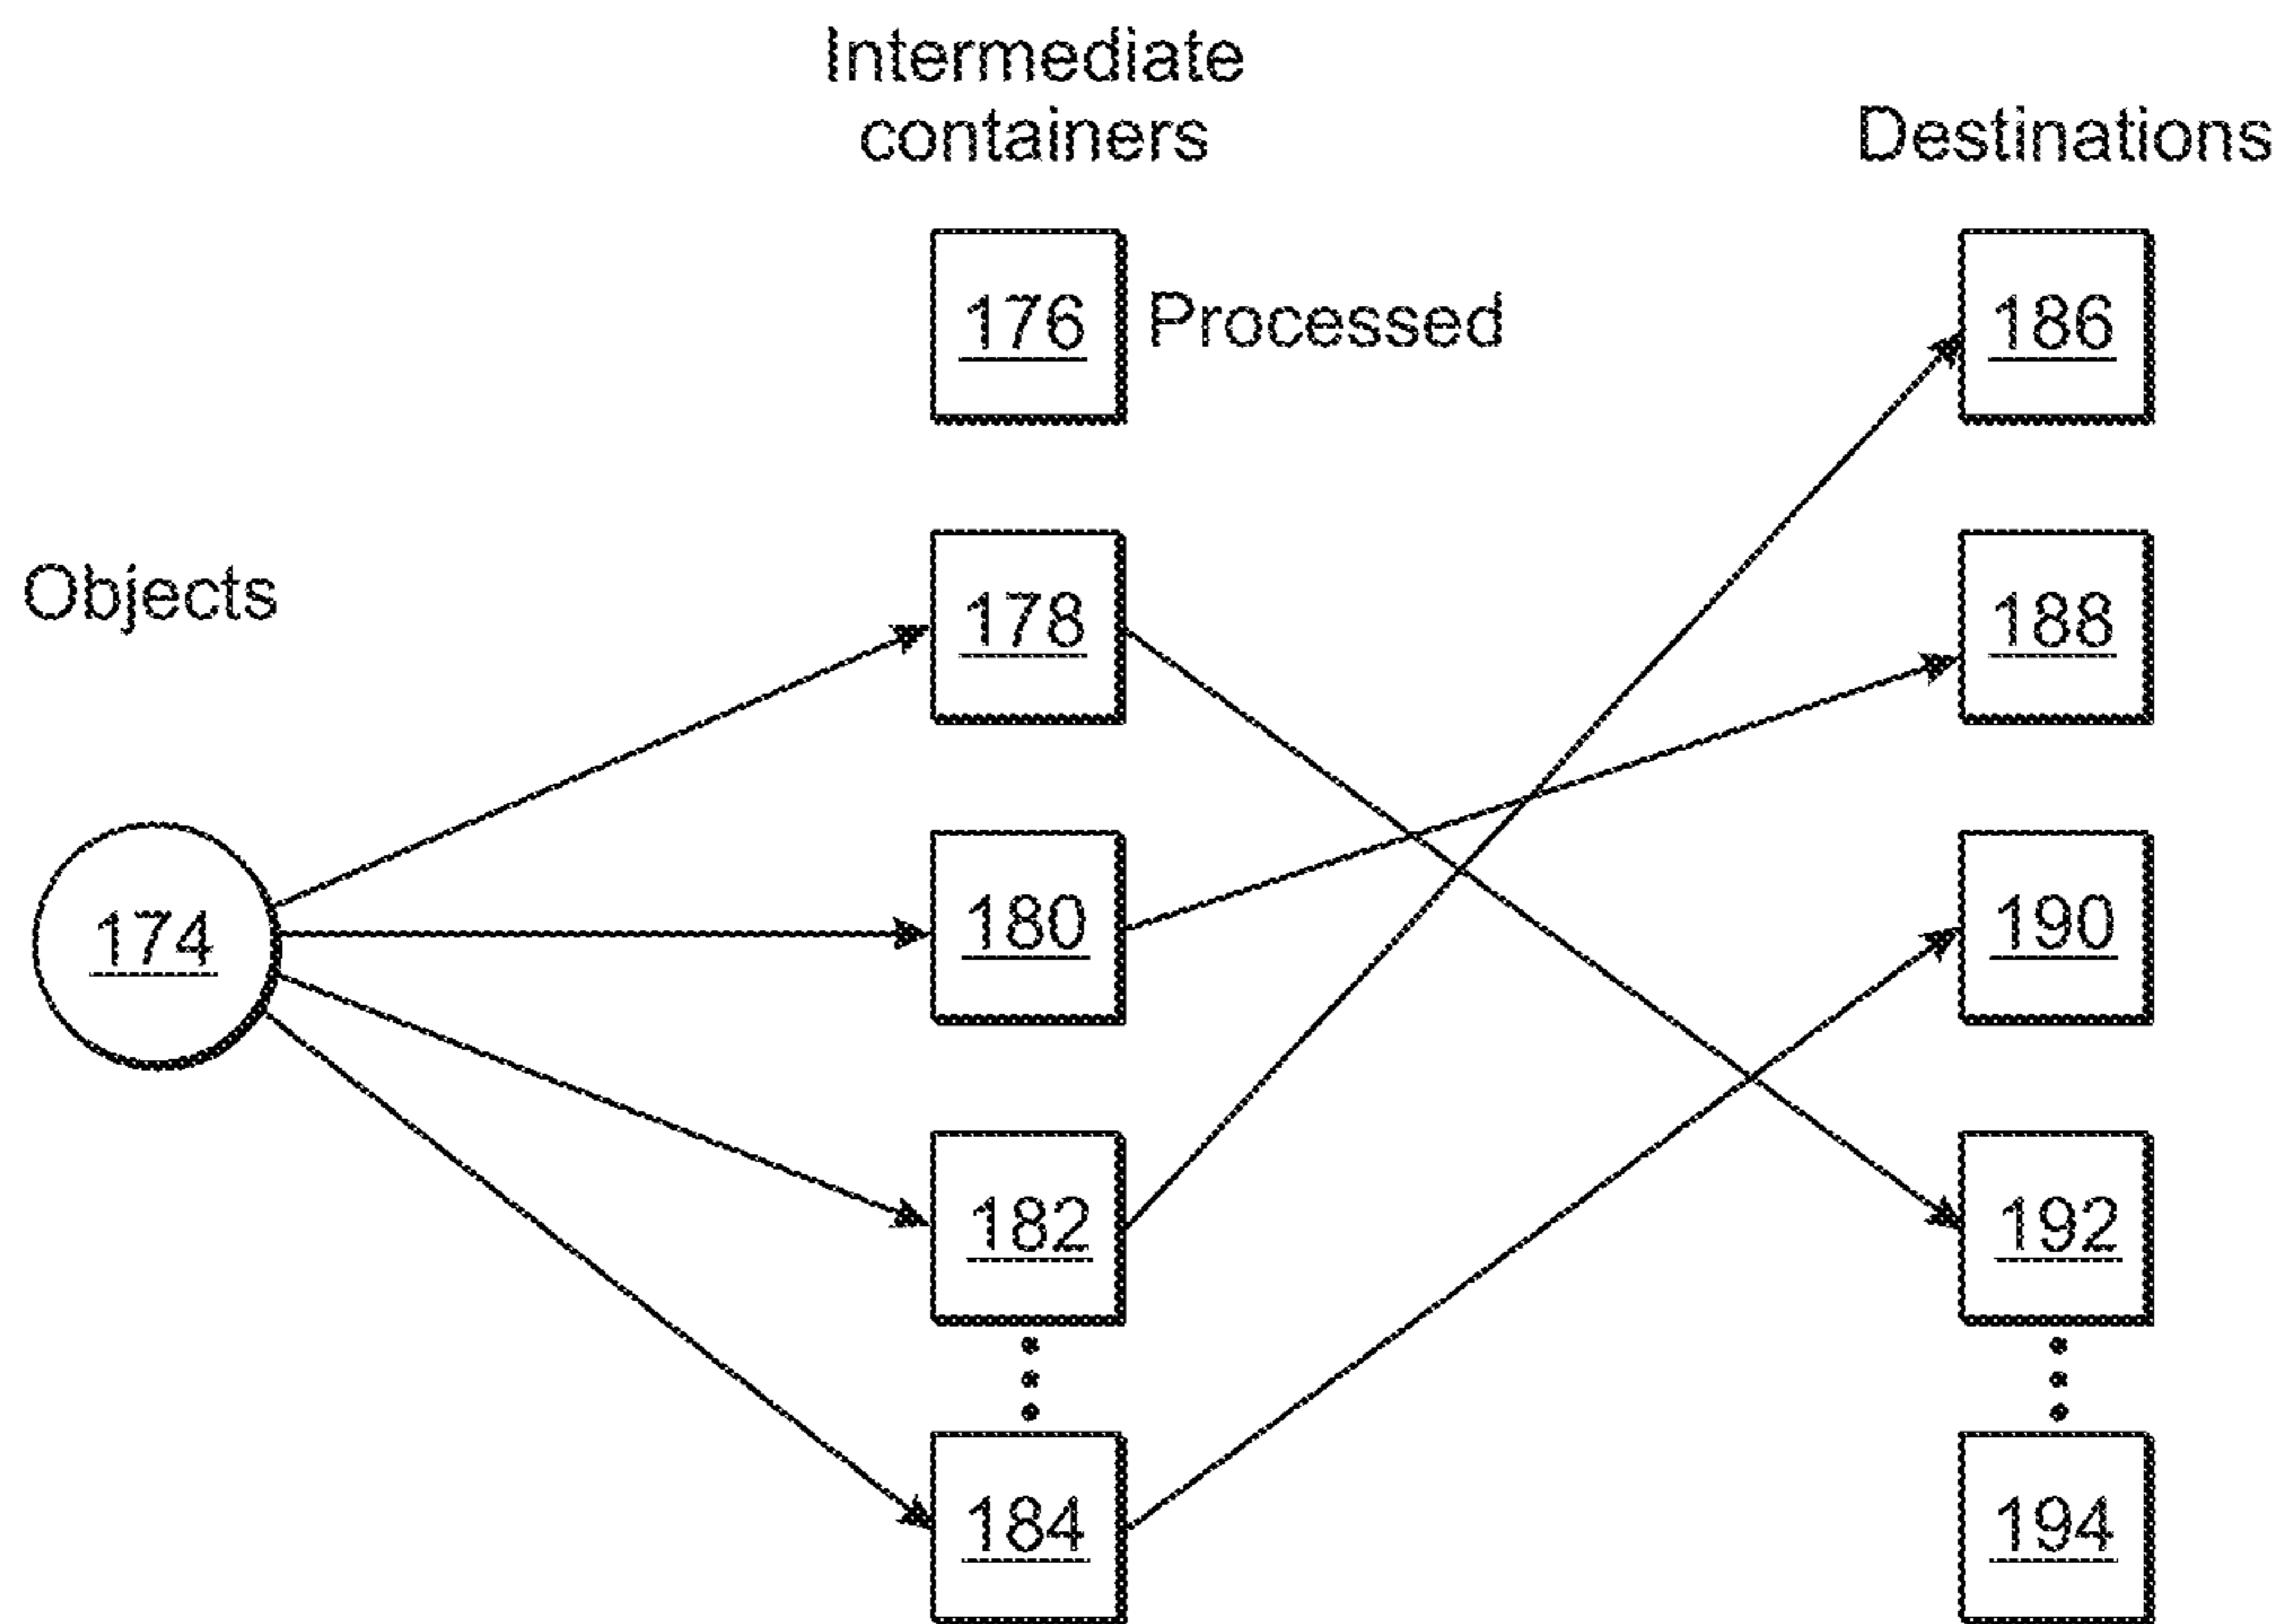 Intermediate
containers
Destinations
176 Processed
186
Objects
178
188
174
180
190
182
192
184
194